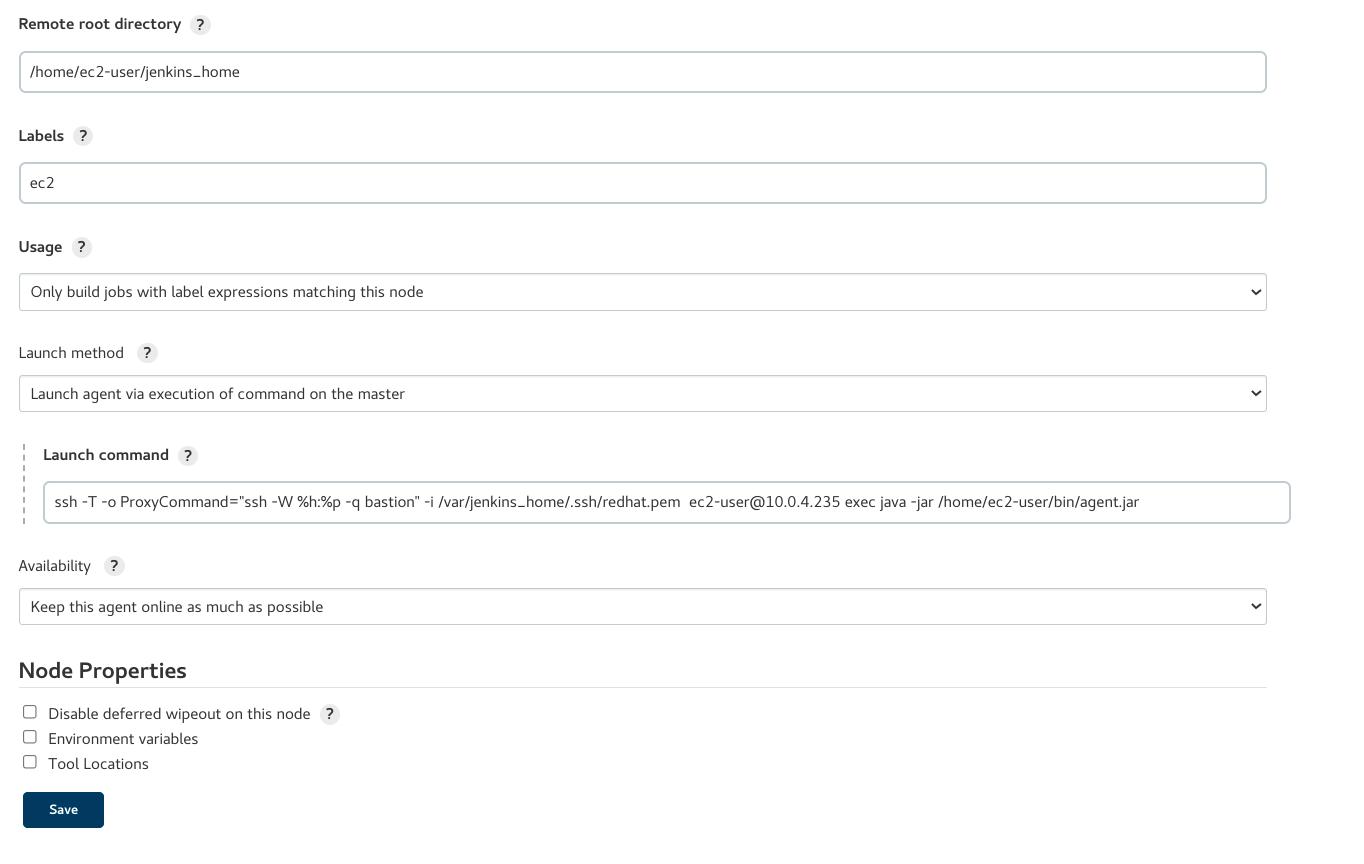 Remote root directory ?
/home/ec2-user/jenkins_home
Labels ?
ec2
Usage ?
Only build jobs with label expressions matching this node
Launch method ?
Launch agent via execution of command on the master
Launch command ?
ssh -T -o ProxyCommand="ssh -W %h:%p -q bastion" -i /var/jenkins_home/.ssh/redhat.pem  ec2-user@10.0.4.235 exec java -jar /home/ec2-user/bin/agent.jar
Availability ?
Keep this agent online as much as possible
Node Properties
Disable deferred wipeout on this node ?
Environment variables
Tool Locations
Save